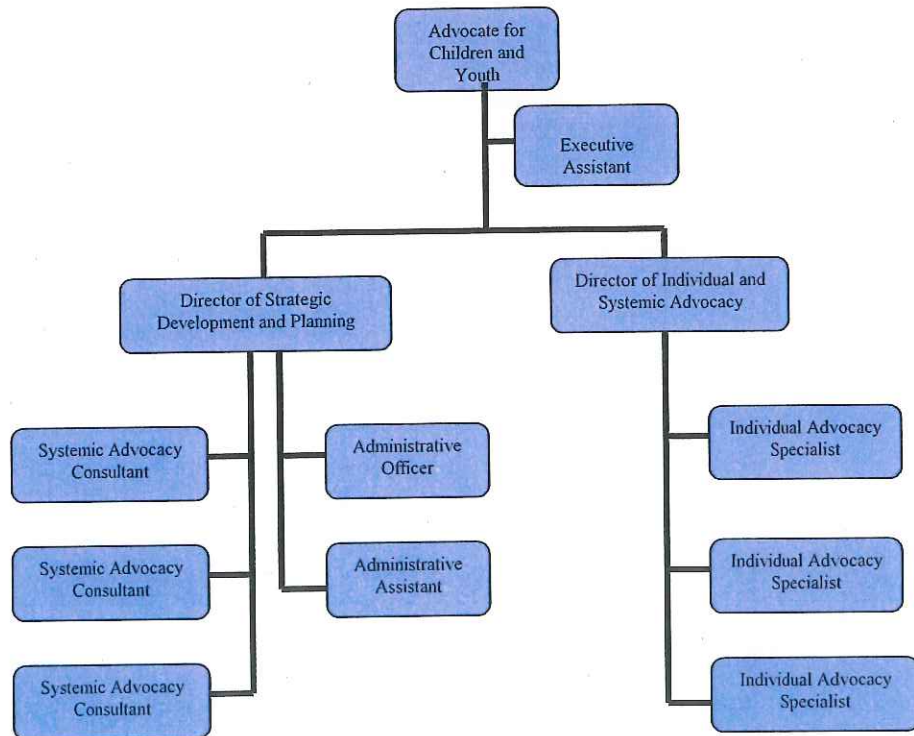 Advocate for
Children and
Youth
Executive
Assistant
Director of Strategic
Development and Planning
Director of Individual and
Systemic Advocacy
Systemic Advocacy
Consultant
Systemic Advocacy
Consultant
Systemic Advocacy
Consultant
Administrative
Officer
Administrative
Assistant
Individual Advocacy
Specialist
Individual Advocacy
Specialist
Individual Advocacy
Specialist